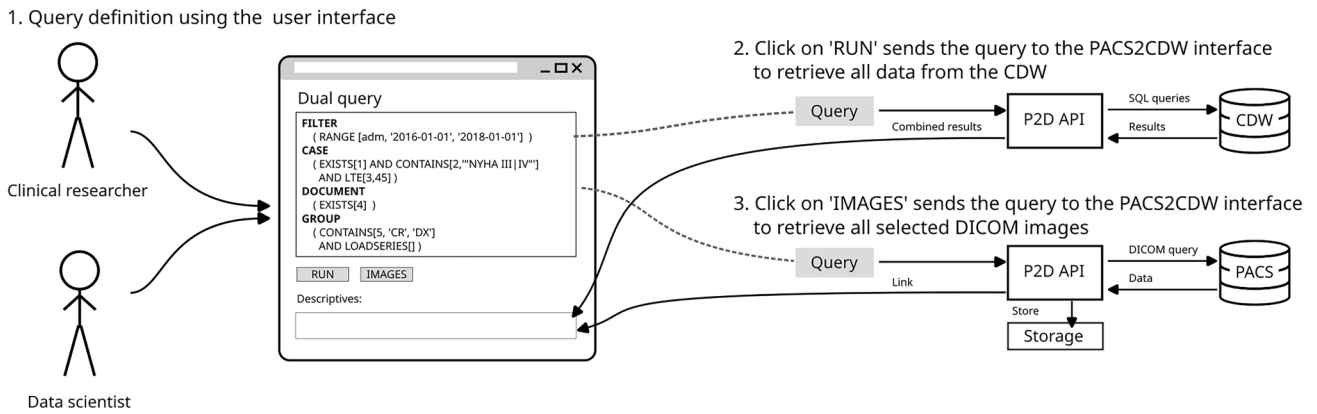 1. Query definition using the user interface
Clinical researcher
Data scientist
Dual query
FILTER
( RANGE [adm, '2016-01-01', '2018-01-01'] )
CASE
( EXISTS[1] AND CONTAINS[2,"'NYHA III|IV"']
AND LTE[3,45] )
DOCUMENT
( EXISTS[4] )
GROUP
( CONTAINS[5, 'CR', 'DX']
AND LOADSERIES[] )
RUN
IMAGES
Descriptives:
2. Click on 'RUN' sends the query to the PACS2CDW interface
to retrieve all data from the CDW
Query
Combined results
P2D API
SQL queries
Results
CDW
3. Click on 'IMAGES' sends the query to the PACS2CDW interface
to retrieve all selected DICOM images
Query
Link
P2D API
DICOM query
Data
PACS
Store
Storage